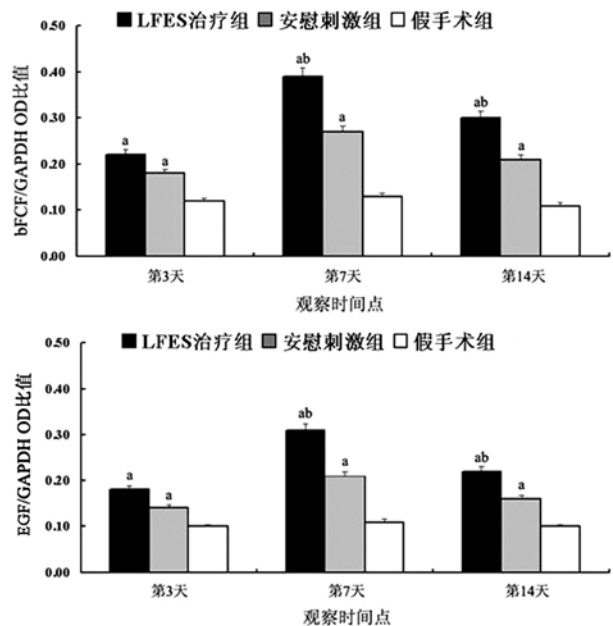 ■LFES治疗组 ■安慰刺激组 □假手术组
0.50
0.40
0.30
0.20
0.10
0.00
bFCF/GAPDH OD比值
a a
ab a
ab a
第3天 第7天 第14天
观察时间点
■LFES治疗组 ■安慰刺激组 □假手术组
0.50
0.40
0.30
0.20
0.10
0.00
EGF/GAPDH OD比值
a a
ab a
ab a
第3天 第7天 第14天
观察时间点